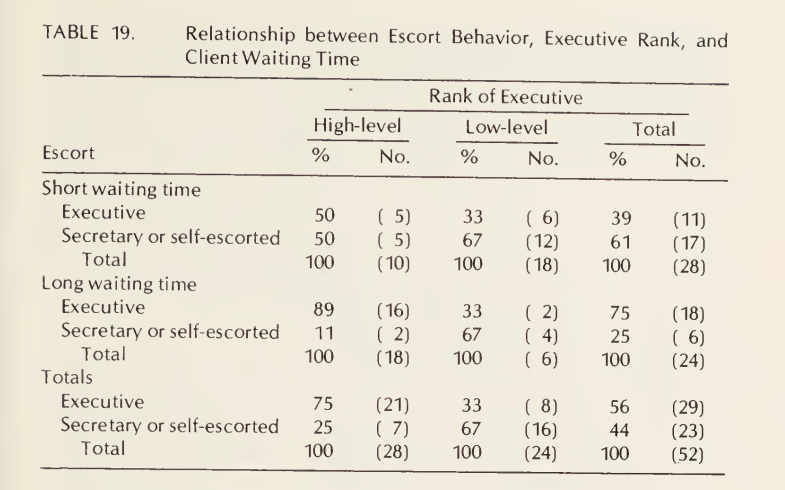 TABLE 19. Relationship between Escort Behavior, Executive Rank, and
Client Waiting Time
Rank of Executive
High-level Low-level Total
Escort % No. % No. % No.
Short waiting time
Executive 50 ( 5) 33 ( 6) 39 (11)
Secretary or self-escorted 50 ( 5) 67 (12) 61 (17)
Total 100 (10) 100 (18) 100 (28)
Long waiting time
Executive 89 (16) 33 ( 2) 75 (18)
Secretary or self-escorted 11 ( 2) 67 ( 4) 25 ( 6)
Total 100 (18) 100 ( 6) 100 (24)
Totals
Executive 75 (21) 33 ( 8) 56 (29)
Secretary or self-escorted 25 ( 7) 67 (16) 44 (23)
Total 100 (28) 100 (24) 100 (52)